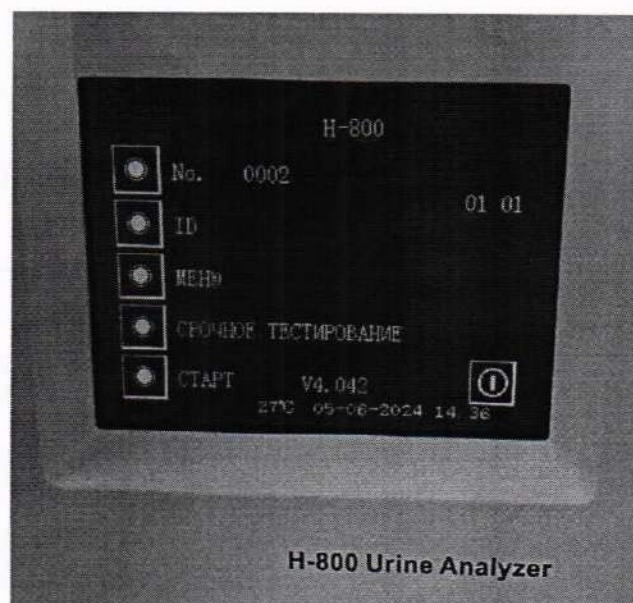 H-800
No. 0002
01 01
ID
МЕНЮ
СРОЧНОЕ ТЕСТИРОВАНИЕ
СТАРТ V4.042
27°C 05-06-2024 14 36
H-800 Urine Analyzer